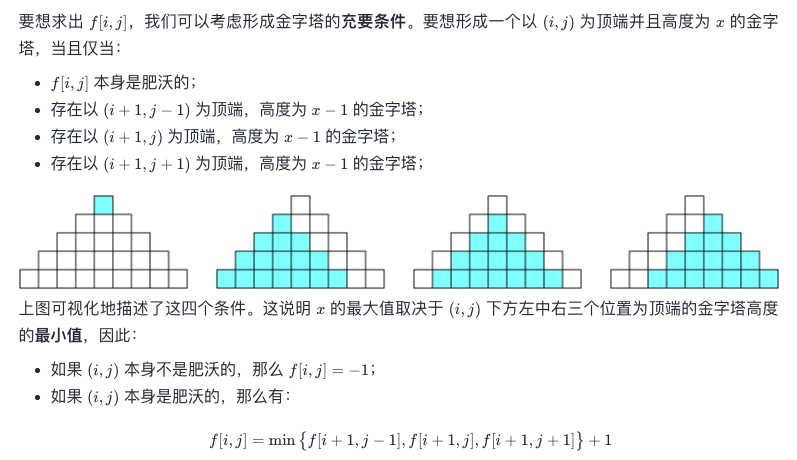 要想求出 f[i, j]，我们可以考虑形成金字塔的充要条件。要想形成一个以 (i, j) 为顶端并且高度为 x 的金字
塔，当且仅当：
• f[i, j] 本身是肥沃的；
• 存在以 (i + 1, j − 1) 为顶端，高度为 x − 1 的金字塔；
• 存在以 (i + 1, j) 为顶端，高度为 x − 1 的金字塔；
• 存在以 (i + 1, j + 1) 为顶端，高度为 x − 1 的金字塔；
上图可视化地描述了这四个条件。这说明 x 的最大值取决于 (i, j) 下方左中右三个位置为顶端的金字塔高度
的最小值，因此：
• 如果 (i, j) 本身不是肥沃的，那么 f[i, j] = −1；
• 如果 (i, j) 本身是肥沃的，那么有：
f[i, j] = min {f[i + 1, j − 1], f[i + 1, j], f[i + 1, j + 1]} + 1